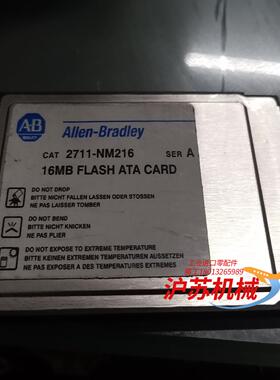 AB
QUALITY
Allen-Bradley
CAT 2711-NM216 SER A
16MB FLASH ATA CARD
DO NOT DROP
BITTE NICHT FALLEN LASSEN ODER STOSSEN
NE PAS LAISSER TOMBER
DO NOT BEND
BITTE NICHT KNICKEN
NE PAS PLIER
DO NOT EXPOSE TO EXTREME TEMPERATURE
BITTE KEINEN EXTREMEN TEMPERATUREN AUSSETZEN
NE PAS EXPOSER A DES TEMPERATURES EXTREMES
沪苏机械